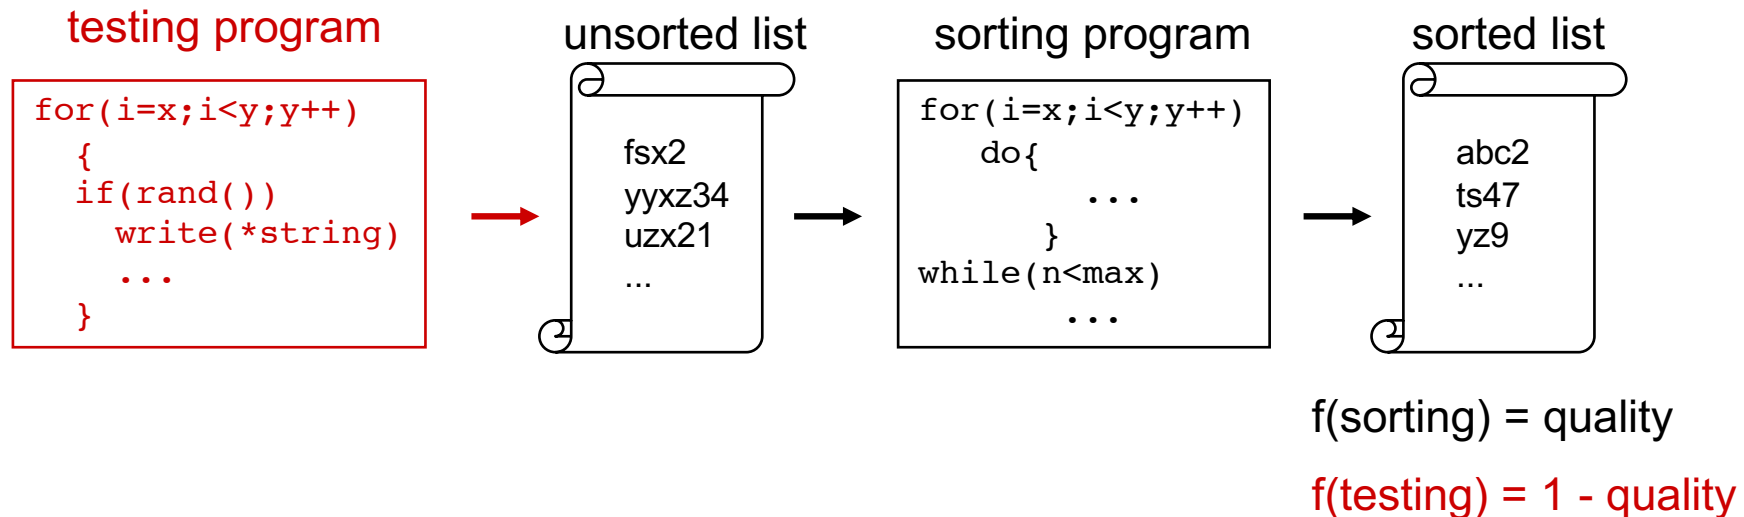 testing program
for(i=x;i<y;y++)
{
if(rand())
write(*string)
...
}
unsorted list
fsx2
yyxz34
uzx21
...
sorting program
for(i=x;i<y;y++)
do{
...
}
while(n<max)
...
sorted list
abc2
ts47
yz9
...
f(sorting) = quality
f(testing) = 1 - quality